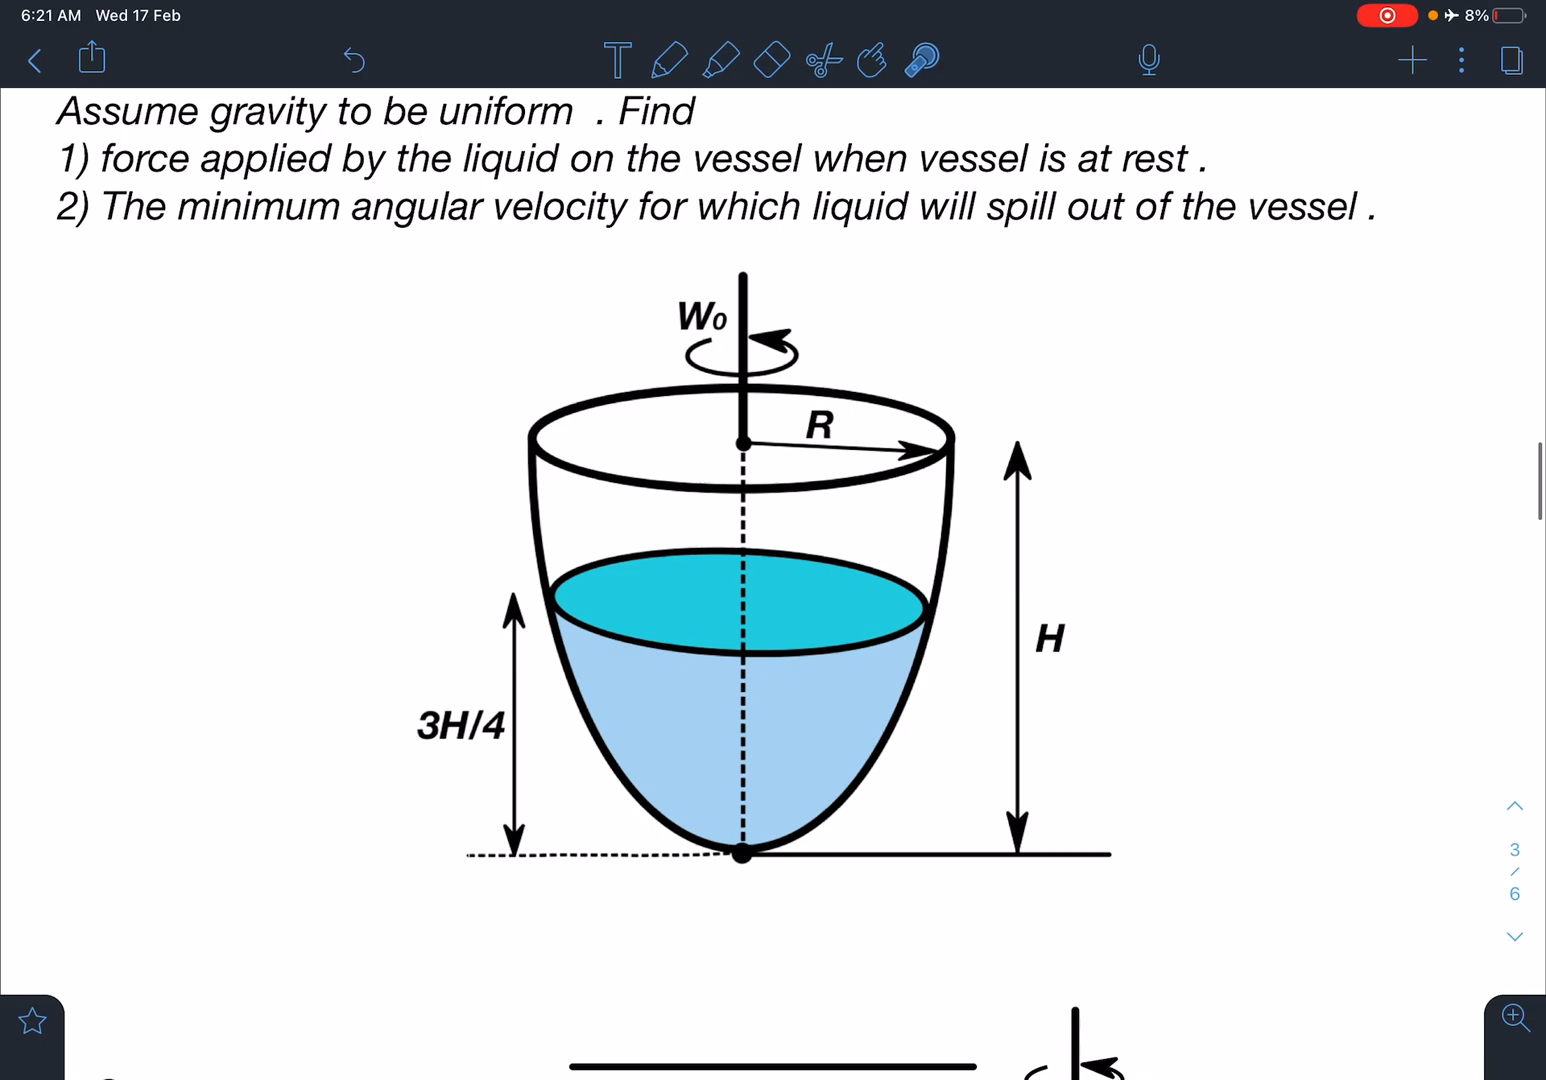 6:21 AM Wed 17 Feb 8%
Assume gravity to be uniform . Find
1) force applied by the liquid on the vessel when vessel is at rest .
2) The minimum angular velocity for which liquid will spill out of the vessel .
W0
R
H
3H/4
3
/
6